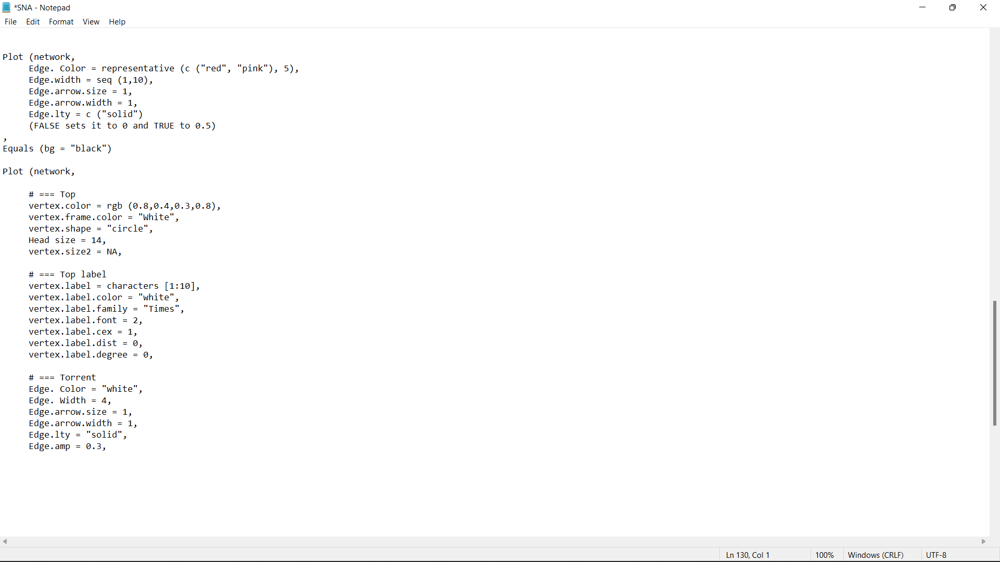 *SNA - Notepad
File Edit Format View Help
Plot (network,
Edge. Color = representative (c ("red", "pink"), 5),
Edge.width = seq (1,10),
Edge.arrow.size = 1,
Edge.arrow.width = 1,
Edge.lty = c ("solid")
(FALSE sets it to 0 and TRUE to 0.5)
,
Equals (bg = "black")
Plot (network,
# === Top
vertex.color = rgb (0.8,0.4,0.3,0.8),
vertex.frame.color = "White",
vertex.shape = "circle",
Head size = 14,
vertex.size2 = NA,
# === Top label
vertex.label = characters [1:10],
vertex.label.color = "white",
vertex.label.family = "Times",
vertex.label.font = 2,
vertex.label.cex = 1,
vertex.label.dist = 0,
vertex.label.degree = 0,
# === Torrent
Edge. Color = "white",
Edge. Width = 4,
Edge.arrow.size = 1,
Edge.arrow.width = 1,
Edge.lty = "solid",
Edge.amp = 0.3,
Ln 130, Col 1 100% Windows (CRLF) UTF-8